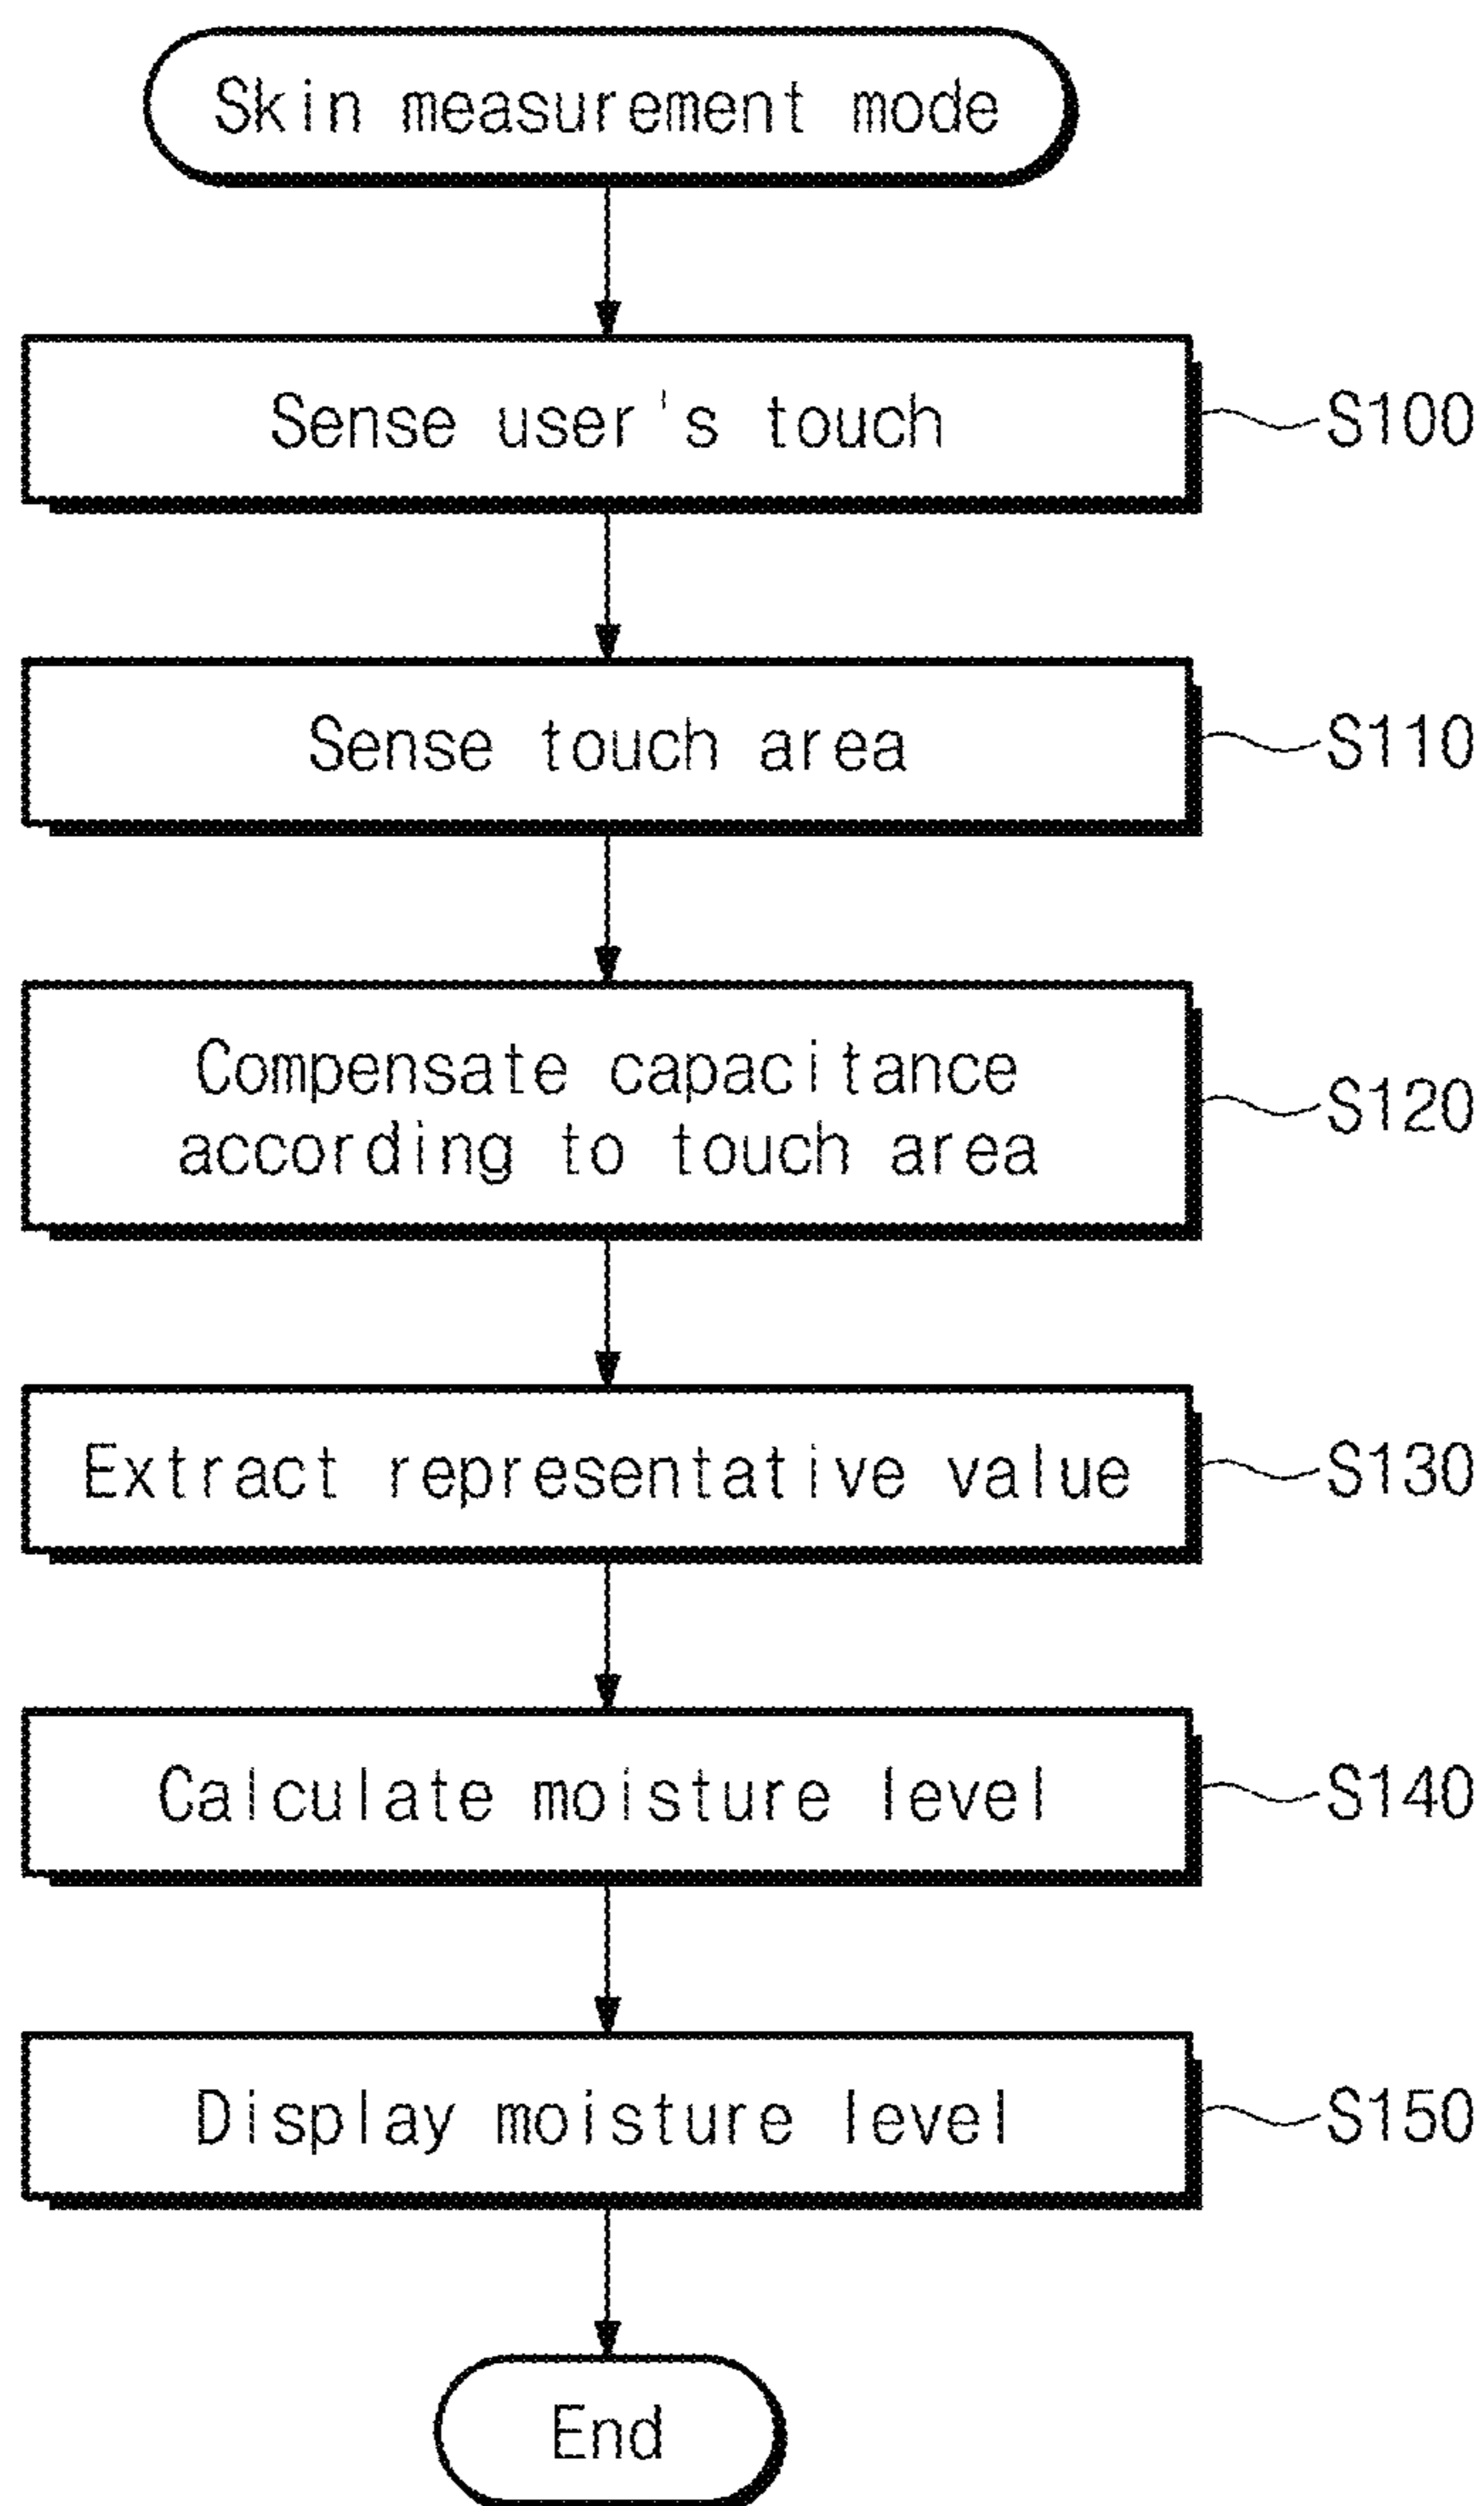 Skin measurement mode
Sense user's touch
S100
Sense touch area
S110
Compensate capacitance
according to touch area
S120
Extract representative value
S130
Calculate moisture level
S140
Display moisture level
S150
End